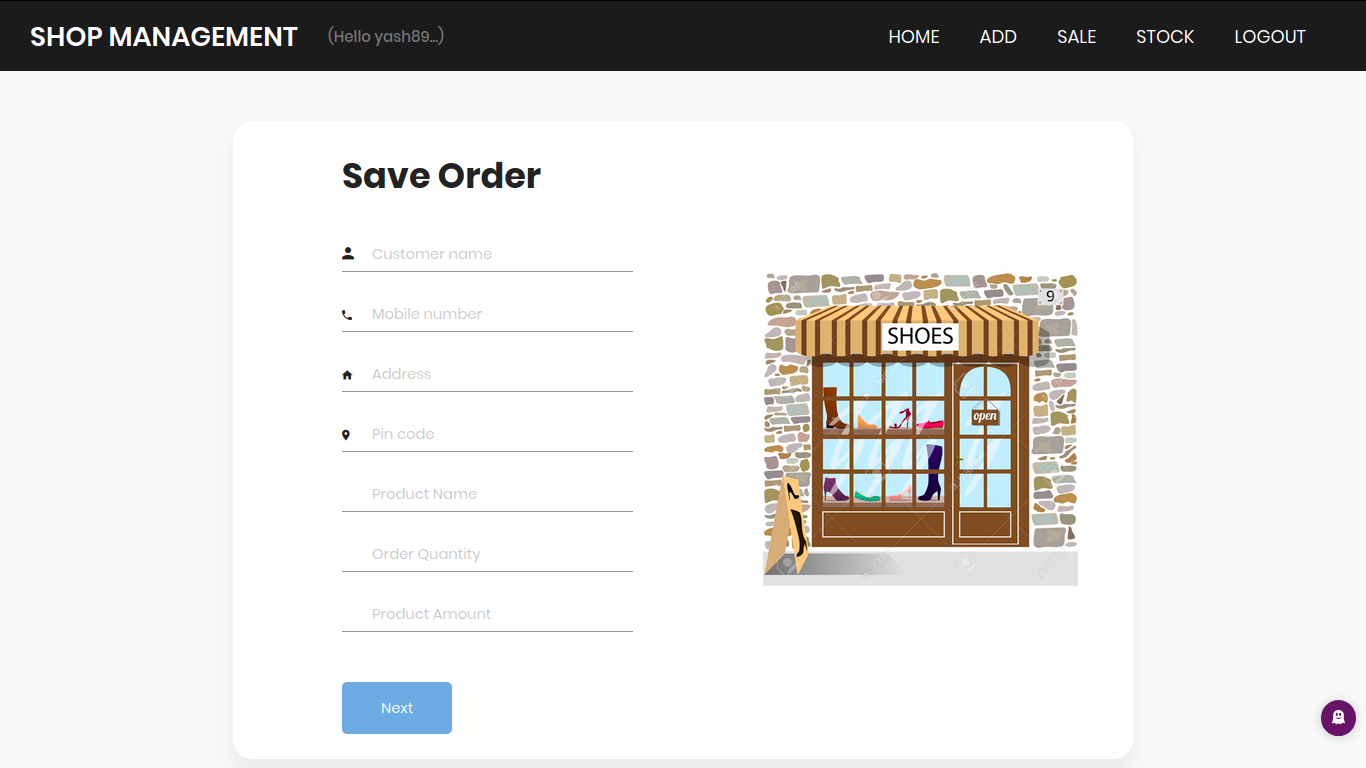 SHOP MANAGEMENT (Hello yash89...) HOME ADD SALE STOCK LOGOUT
Save Order
Customer name
Mobile number
Address
Pin code
Product Name
Order Quantity
Product Amount
Next
9
SHOES
open